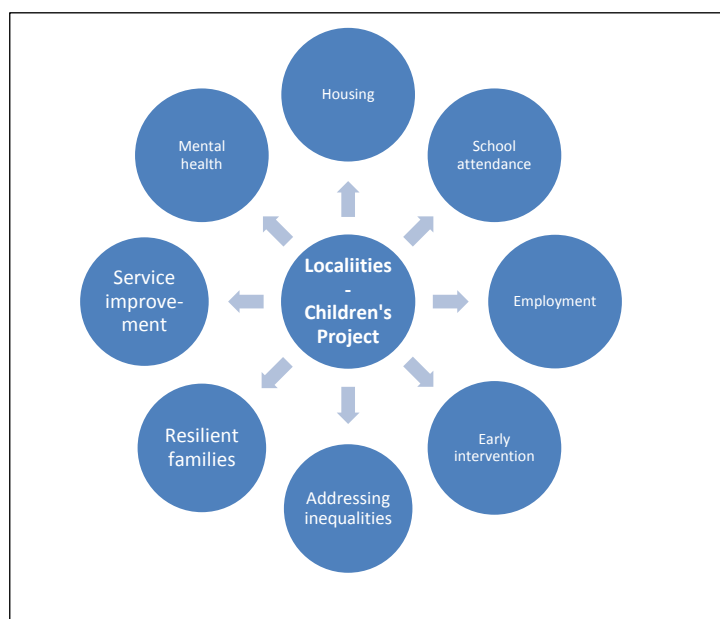 Housing
School
attendance
Employment
Early
intervention
Addressing
inequalities
Resilient
families
Service
improve-
ment
Mental
health
Localiities
-
Children's
Project